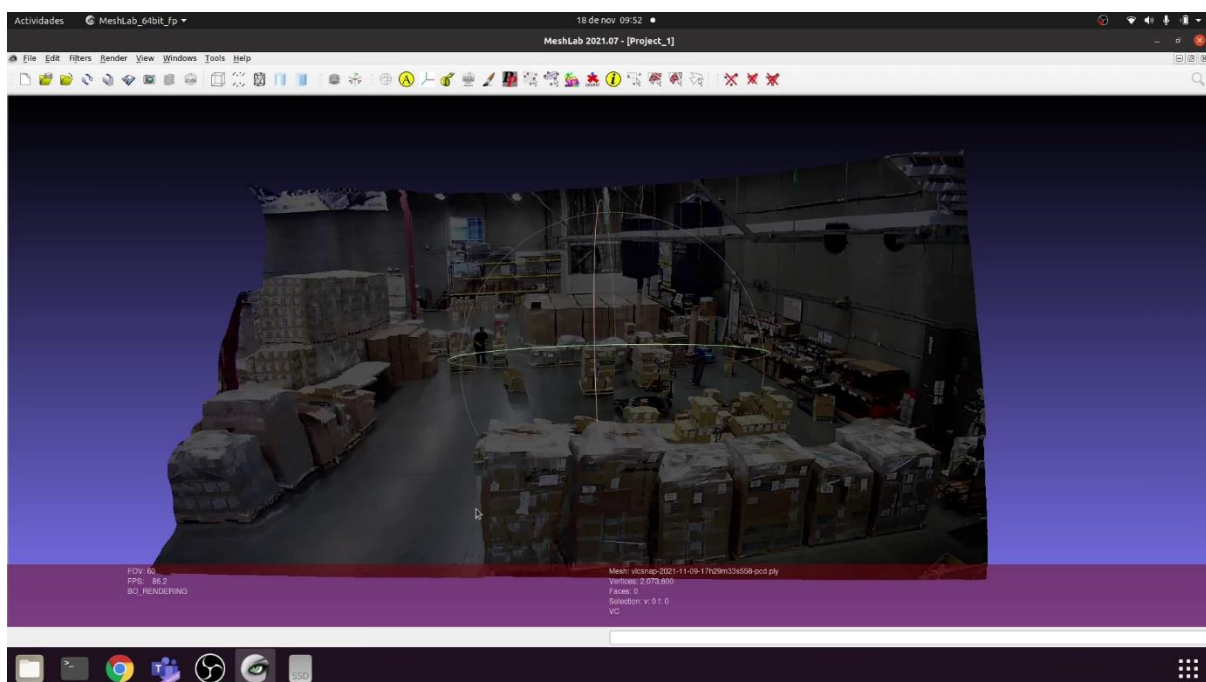 Actividades MeshLab_64bit_fp 18 de nov 09:52
MeshLab 2021.07 - [Project_1]
File Edit Filters Render View Windows Tools Help
FOV: 60
FPS: 86.2
BO_RENDERING
Mesh: vlcsnap-2021-11-09-17h29m33s558-pcd.ply
Vertices: 2,073,600
Faces: 0
Selection: v: 0 f: 0
VC
SSD